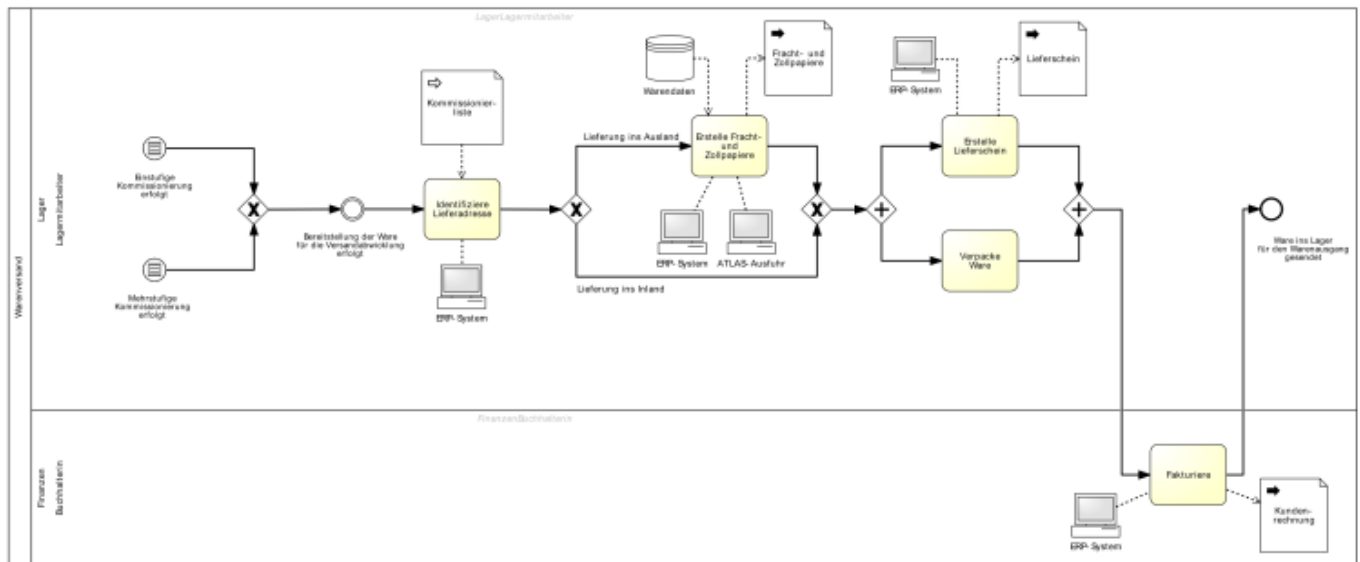 Warenversand
Lager
Lagermitarbeiter
LagerLagermitarbeiter
Einstufige
Kommissionierung
erfolgt
Mehrstufige
Kommissionierung
erfolgt
Bereitstellung der Ware
für die Versandabwicklung
erfolgt
Kommissionier-
liste
Identifiziere
Lieferadresse
ERP-System
Lieferung ins Ausland
Lieferung ins Inland
Warendaten
Fracht- und
Zollpapiere
Erstelle Fracht-
und
Zollpapiere
ERP-System
ATLAS-Ausfuhr
ERP-System
Lieferschein
Erstelle
Lieferschein
Verpacke
Ware
Ware ins Lager
für den Warenausgang
gesendet
Finanzen
Buchhalterin
FinanzenBuchhalterin
Fakturiere
ERP-System
Kunden-
rechnung